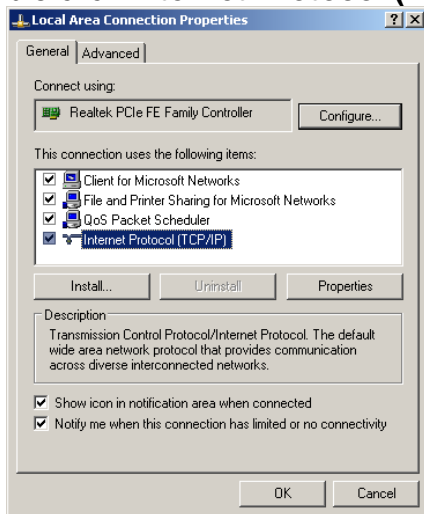 Local Area Connection Properties
General Advanced
Connect using:
Realtek PCIe FE Family Controller Configure...
This connection uses the following items:
Client for Microsoft Networks
File and Printer Sharing for Microsoft Networks
QoS Packet Scheduler
Internet Protocol (TCP/IP)
Install... Uninstall Properties
Description
Transmission Control Protocol/Internet Protocol. The default
wide area network protocol that provides communication
across diverse interconnected networks.
Show icon in notification area when connected
Notify me when this connection has limited or no connectivity
OK Cancel